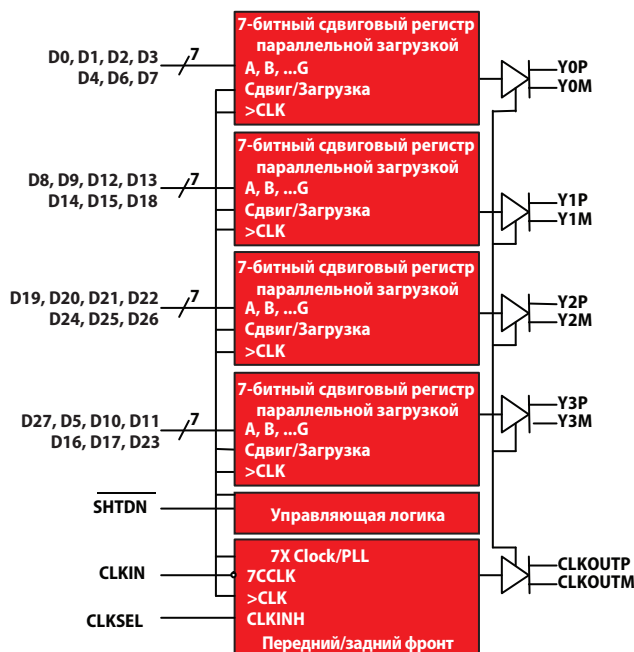 7-битный сдвиговый регистр
параллельной загрузкой
D0, D1, D2, D3
D4, D6, D7
7
A, B, ...G
Сдвиг/Загрузка
>CLK
Y0P
Y0M
7-битный сдвиговый регистр
параллельной загрузкой
D8, D9, D12, D13
D14, D15, D18
7
A, B, ...G
Сдвиг/Загрузка
>CLK
Y1P
Y1M
7-битный сдвиговый регистр
параллельной загрузкой
D19, D20, D21, D22
D24, D25, D26
7
A, B, ...G
Сдвиг/Загрузка
>CLK
Y2P
Y2M
7-битный сдвиговый регистр
параллельной загрузкой
D27, D5, D10, D11
D16, D17, D23
7
A, B, ...G
Сдвиг/Загрузка
>CLK
Y3P
Y3M
SHTDN
Управляющая логика
7X Clock/PLL
CLKIN
7CCLK
>CLK
CLKSEL
CLKINH
Передний/задний фронт
CLKOUTP
CLKOUTM